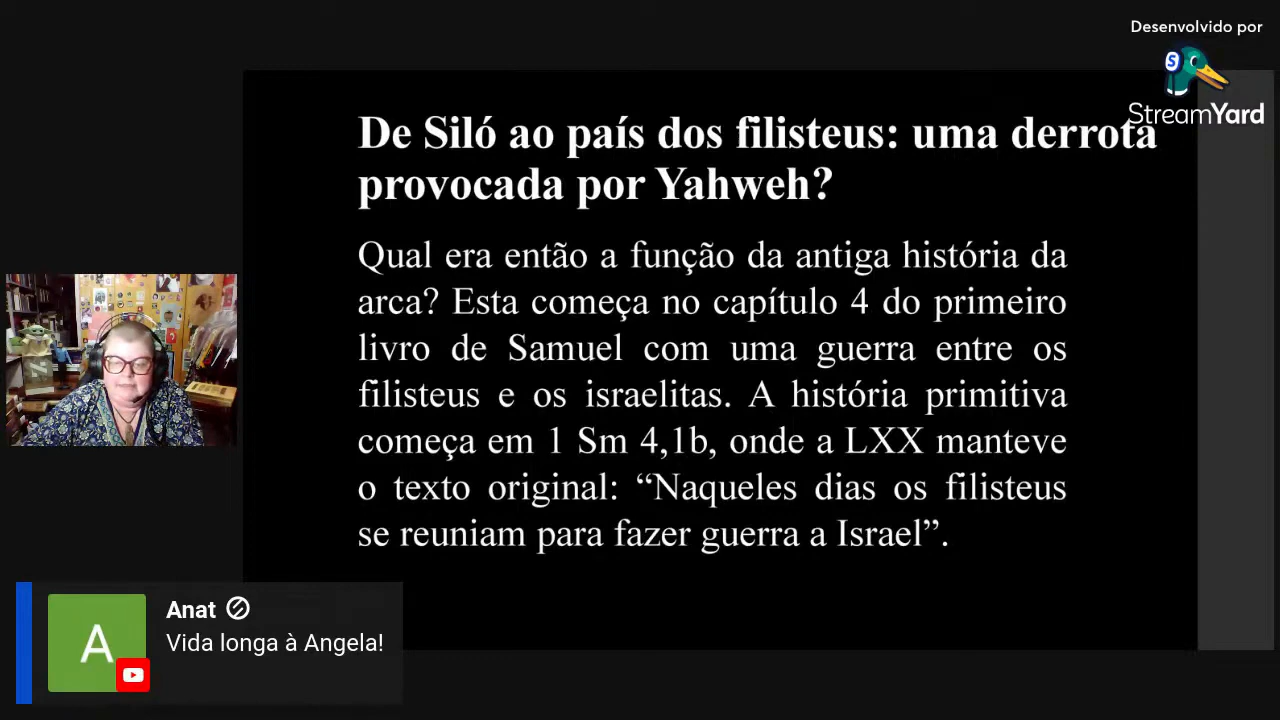 Desenvolvido por
StreamYard
De Siló ao país dos filisteus: uma derrota
provocada por Yahweh?
Qual era então a função da antiga história da
arca? Esta começa no capítulo 4 do primeiro
livro de Samuel com uma guerra entre os
filisteus e os israelitas. A história primitiva
começa em 1 Sm 4,1b, onde a LXX manteve
o texto original: “Naqueles dias os filisteus
se reuniam para fazer guerra a Israel”.
A
Anat
Vida longa à Angela!